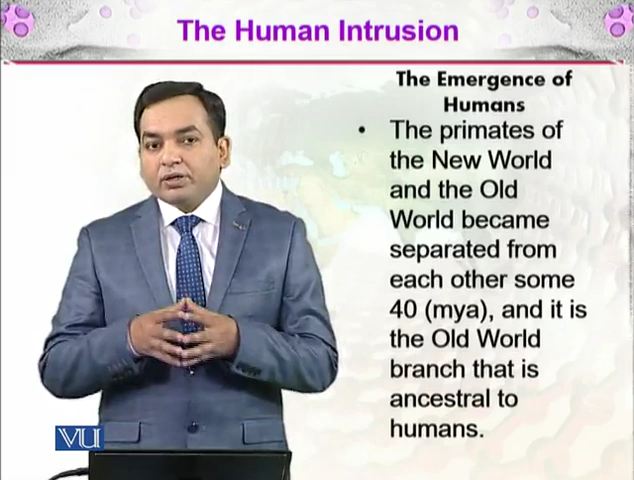 The Human Intrusion
The Emergence of
Humans
• The primates of
the New World
and the Old
World became
separated from
each other some
40 (mya), and it is
the Old World
branch that is
ancestral to
humans.
VU